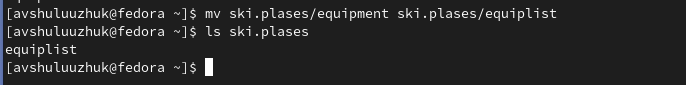 [avshuluuzhuk@fedora ~]$ mv ski.plases/equipment ski.plases/equiplist
[avshuluuzhuk@fedora ~]$ ls ski.plases
equiplist
[avshuluuzhuk@fedora ~]$